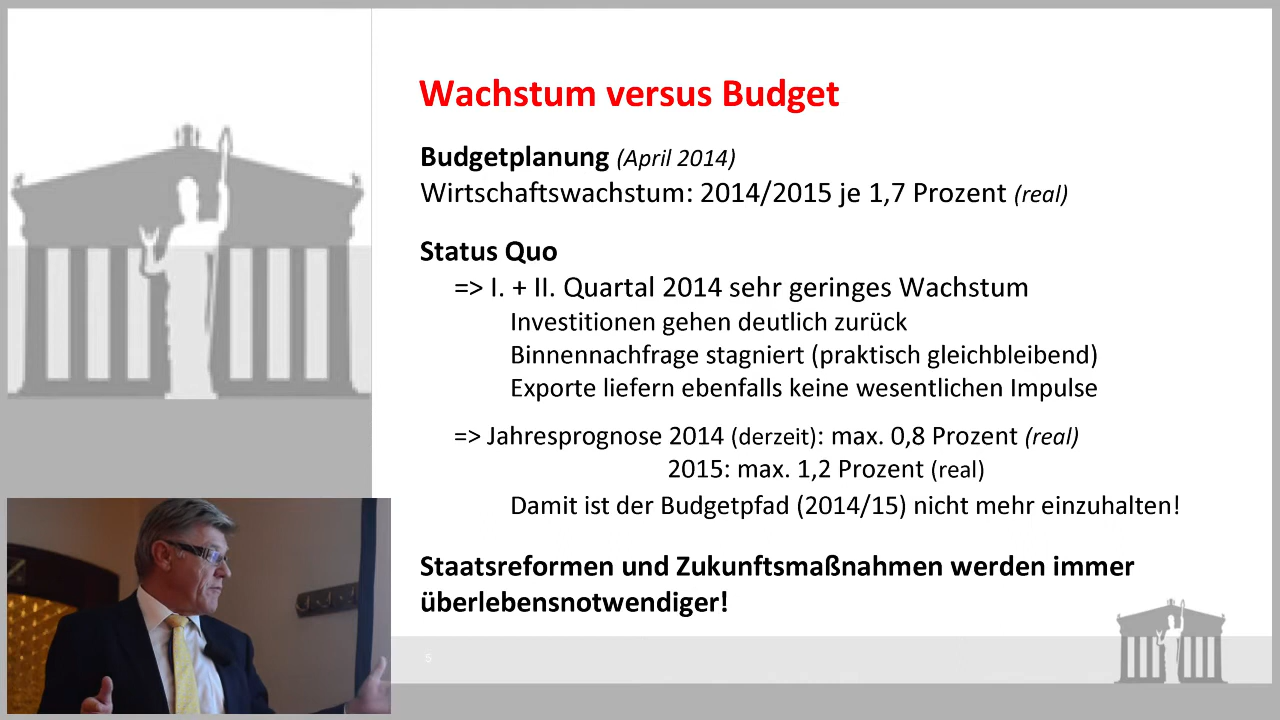 Wachstum versus Budget
Budgetplanung (April 2014)
Wirtschaftswachstum: 2014/2015 je 1,7 Prozent (real)
Status Quo
=> I. + II. Quartal 2014 sehr geringes Wachstum
Investitionen gehen deutlich zurück
Binnennachfrage stagniert (praktisch gleichbleibend)
Exporte liefern ebenfalls keine wesentlichen Impulse
=> Jahresprognose 2014 (derzeit): max. 0,8 Prozent (real)
2015: max. 1,2 Prozent (real)
Damit ist der Budgetpfad (2014/15) nicht mehr einzuhalten!
Staatsreformen und Zukunftsmaßnahmen werden immer
überlebensnotwendiger!
5